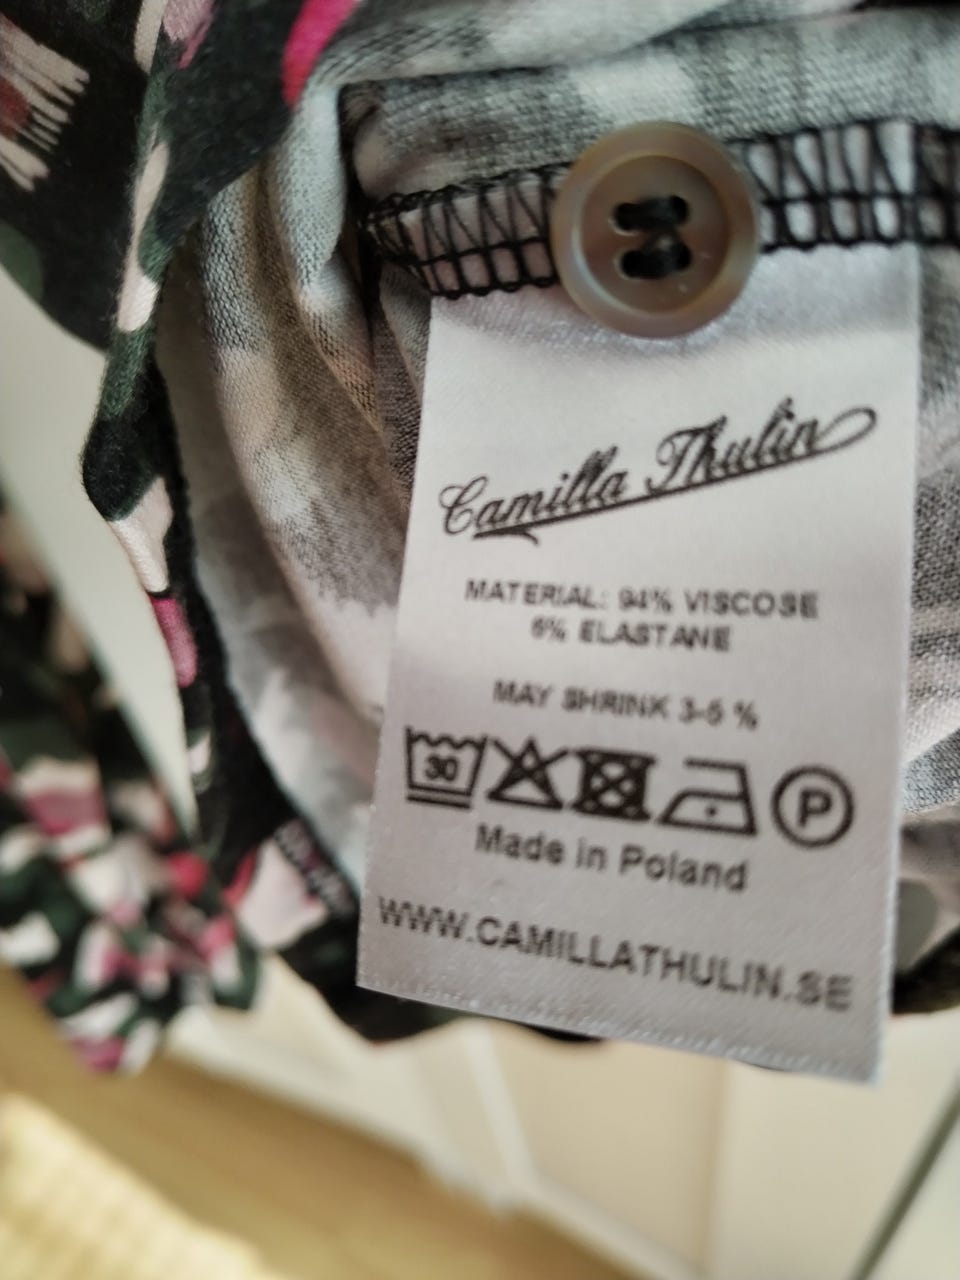 Camilla Thulin
MATERIAL: 94% VISCOSE
6% ELASTANE
MAY SHRINK 3-5 %
30 P
Made in Poland
WWW.CAMILLATHULIN.SE